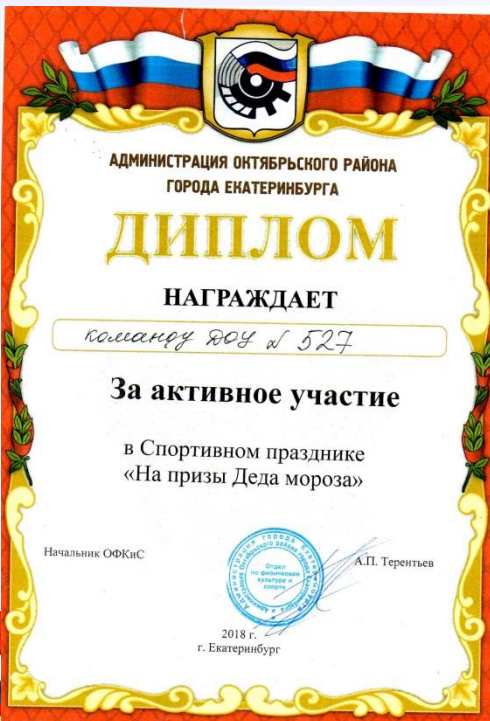 АДМИНИСТРАЦИЯ ОКТЯБРЬСКОГО РАЙОНА
ГОРОДА ЕКАТЕРИНБУРГА
ДИПЛОМ
НАГРАЖДАЕТ
команду ДОУ N 527
За активное участие
в Спортивном празднике
«На призы Деда мороза»
Начальник ОФКиС
Отдел
по физической
культуре и
спорту
А.П. Терентьев
2018 г.
г. Екатеринбург